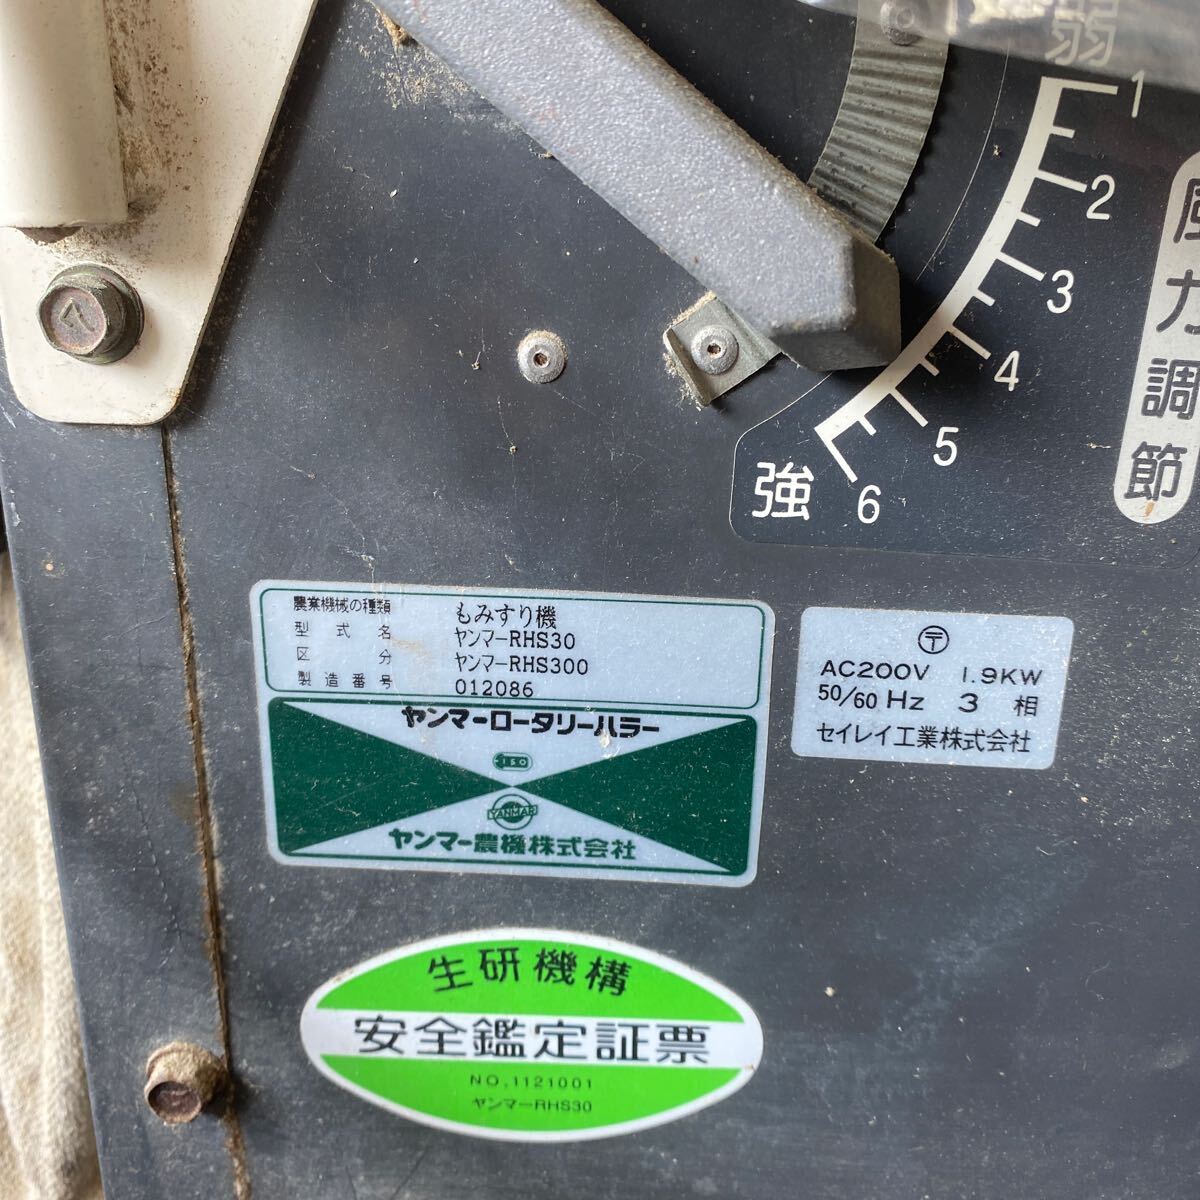 弱
1
2
3
4
5
6
強
風力調節
農業機械の種類 もみすり機
型式名 ヤンマーRHS30
区分 ヤンマーRHS300
製造番号 012086
ヤンマーロータリーハラー
ISO
YANMAR
ヤンマー農機株式会社
〒
AC200V 1.9KW
50/60 Hz 3 相
セイレイ工業株式会社
生研機構
安全鑑定証票
NO,1121001
ヤンマーRHS30